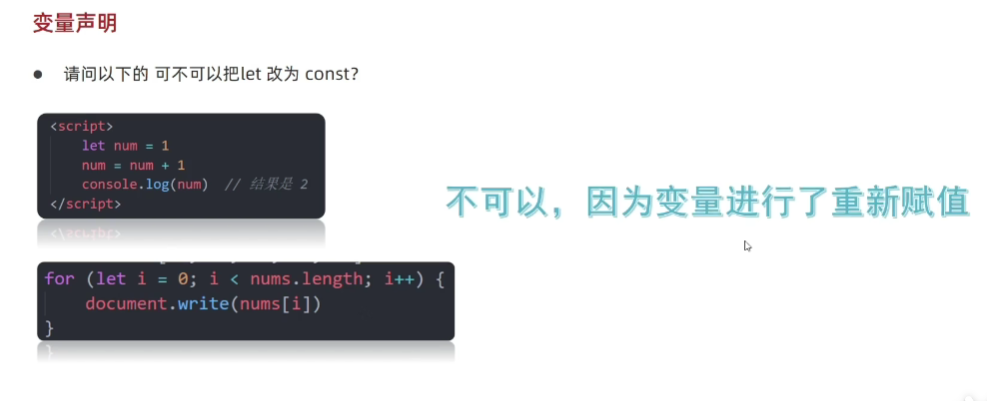 变量声明
● 请问以下的 可不可以把let 改为 const?
<script>
let num = 1
num = num + 1
console.log(num) // 结果是 2
</script>
不可以，因为变量进行了重新赋值
for (let i = 0; i < nums.length; i++) {
document.write(nums[i])
}